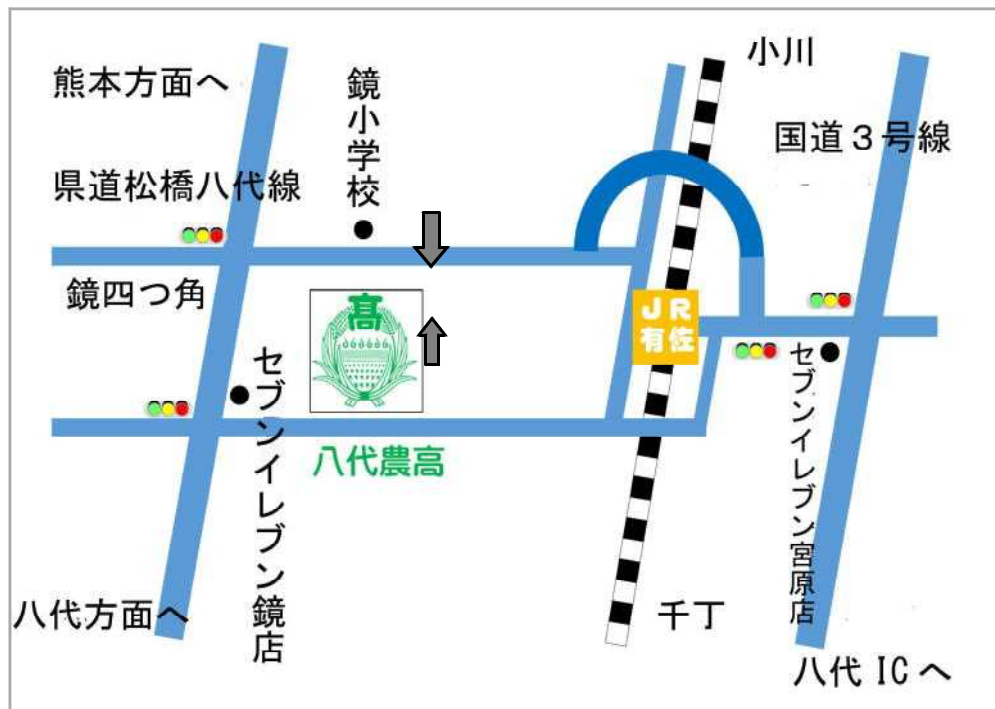 小川
熊本方面へ
鏡小学校
国道３号線
県道松橋八代線
鏡四つ角
高
ＪＲ
有佐
セブンイレブン鏡店
セブンイレブン宮原店
八代農高
八代方面へ
千丁
八代 IC へ